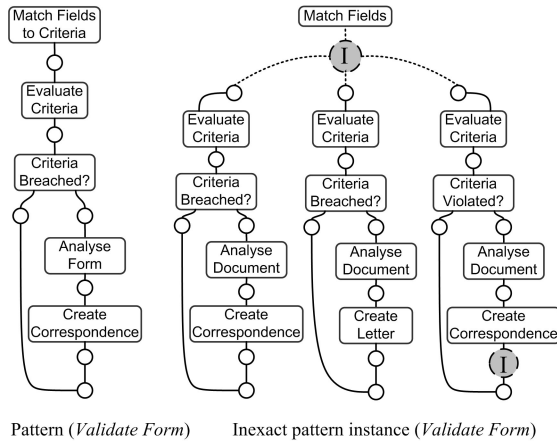 Match Fields
to Criteria
Evaluate
Criteria
Criteria
Breached?
Analyse
Form
Create
Correspondence
Pattern (Validate Form)
Match Fields
I
Evaluate
Criteria
Criteria
Breached?
Analyse
Document
Create
Correspondence
Evaluate
Criteria
Criteria
Breached?
Analyse
Document
Create
Letter
Evaluate
Criteria
Criteria
Violated?
Analyse
Document
Create
Correspondence
I
Inexact pattern instance (Validate Form)